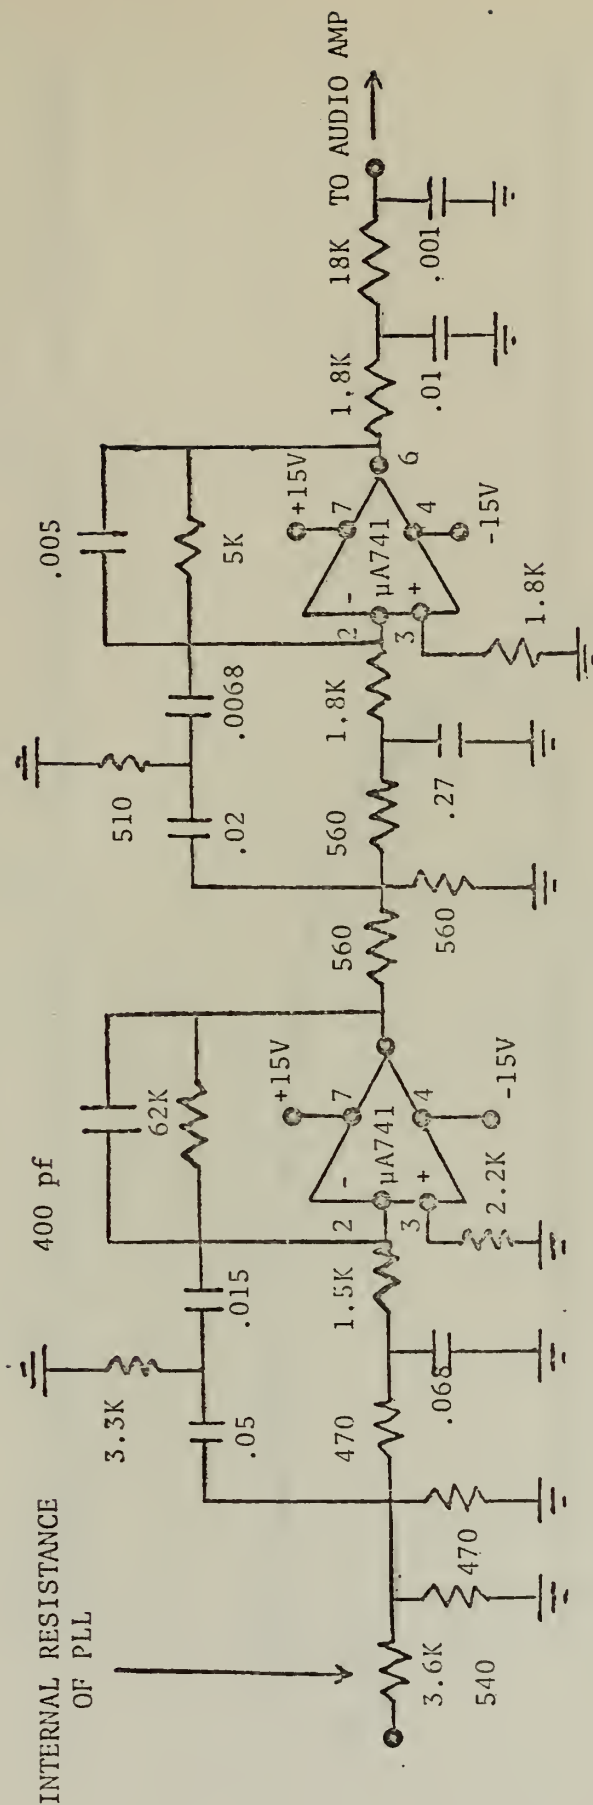 INTERNAL RESISTANCE
OF PLL
3.6K
540
470
470
3.3K
.05
.015
.068
1.5K
400 pf
62K
2
3
-
+
µA741
7
4
+15V
-15V
2.2K
560
560
560
510
.02
.0068
.27
1.8K
.005
5K
2
3
-
+
µA741
7
4
6
+15V
-15V
1.8K
1.8K
.01
18K
.001
TO AUDIO AMP